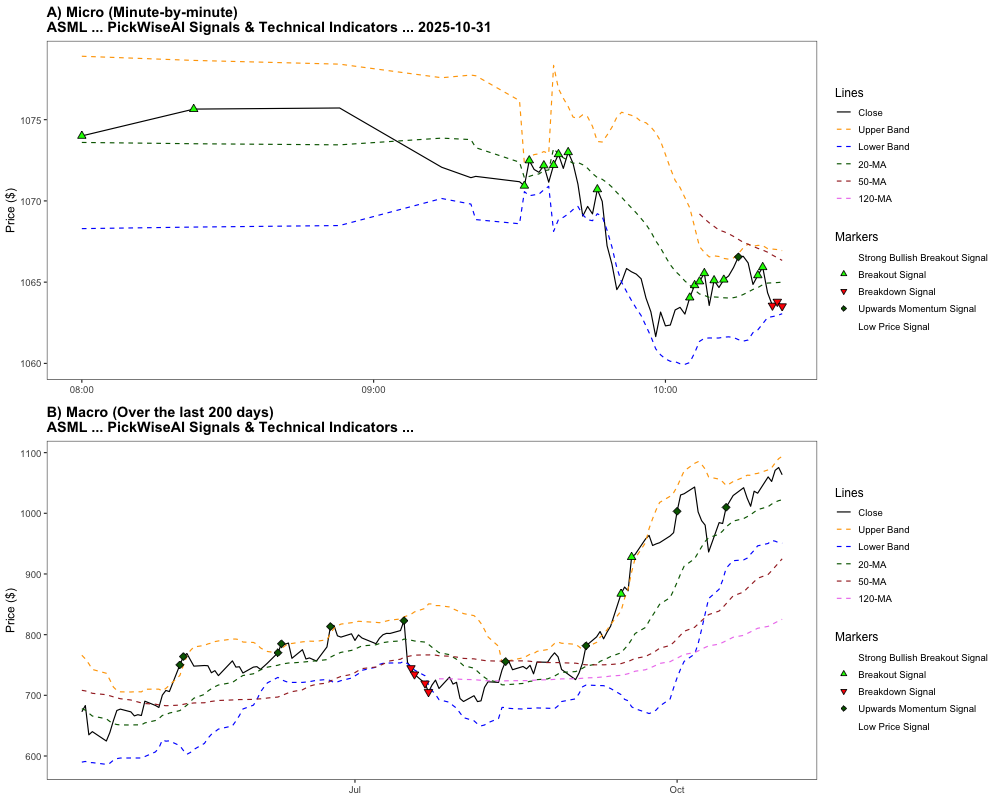 A) Micro (Minute-by-minute)
ASML ... PickWiseAI Signals & Technical Indicators ... 2025-10-31
Price ($)
1075
1070
1065
1060
08:00
09:00
10:00
Lines
Close
Upper Band
Lower Band
20-MA
50-MA
120-MA
Markers
Strong Bullish Breakout Signal
Breakout Signal
Breakdown Signal
Upwards Momentum Signal
Low Price Signal
B) Macro (Over the last 200 days)
ASML ... PickWiseAI Signals & Technical Indicators ...
Price ($)
1100
1000
900
800
700
600
Jul
Oct
Lines
Close
Upper Band
Lower Band
20-MA
50-MA
120-MA
Markers
Strong Bullish Breakout Signal
Breakout Signal
Breakdown Signal
Upwards Momentum Signal
Low Price Signal